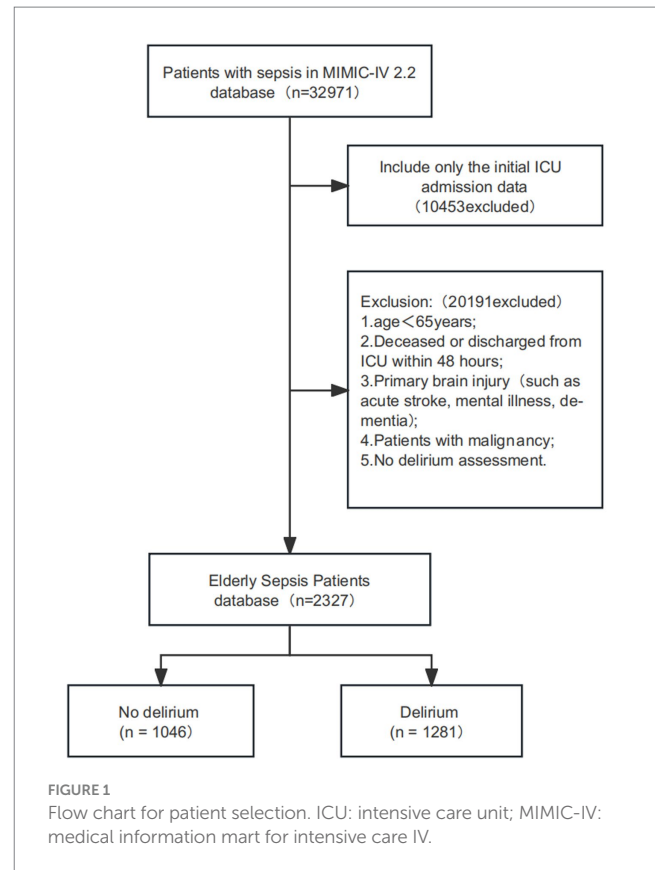 Patients with sepsis in MIMIC-IV 2.2
database（n=32971）
Include only the initial ICU
admission data
（10453excluded）
Exclusion:（20191excluded）
1.age＜65years;
2.Deceased or discharged from
ICU within 48 hours;
3.Primary brain injury（such as
acute stroke, mental illness, de-
mentia）;
4.Patients with malignancy;
5.No delirium assessment.
Elderly Sepsis Patients
database（n=2327）
No delirium
(n = 1046）
Delirium
(n = 1281）
FIGURE 1
Flow chart for patient selection. ICU: intensive care unit; MIMIC-IV:
medical information mart for intensive care IV.